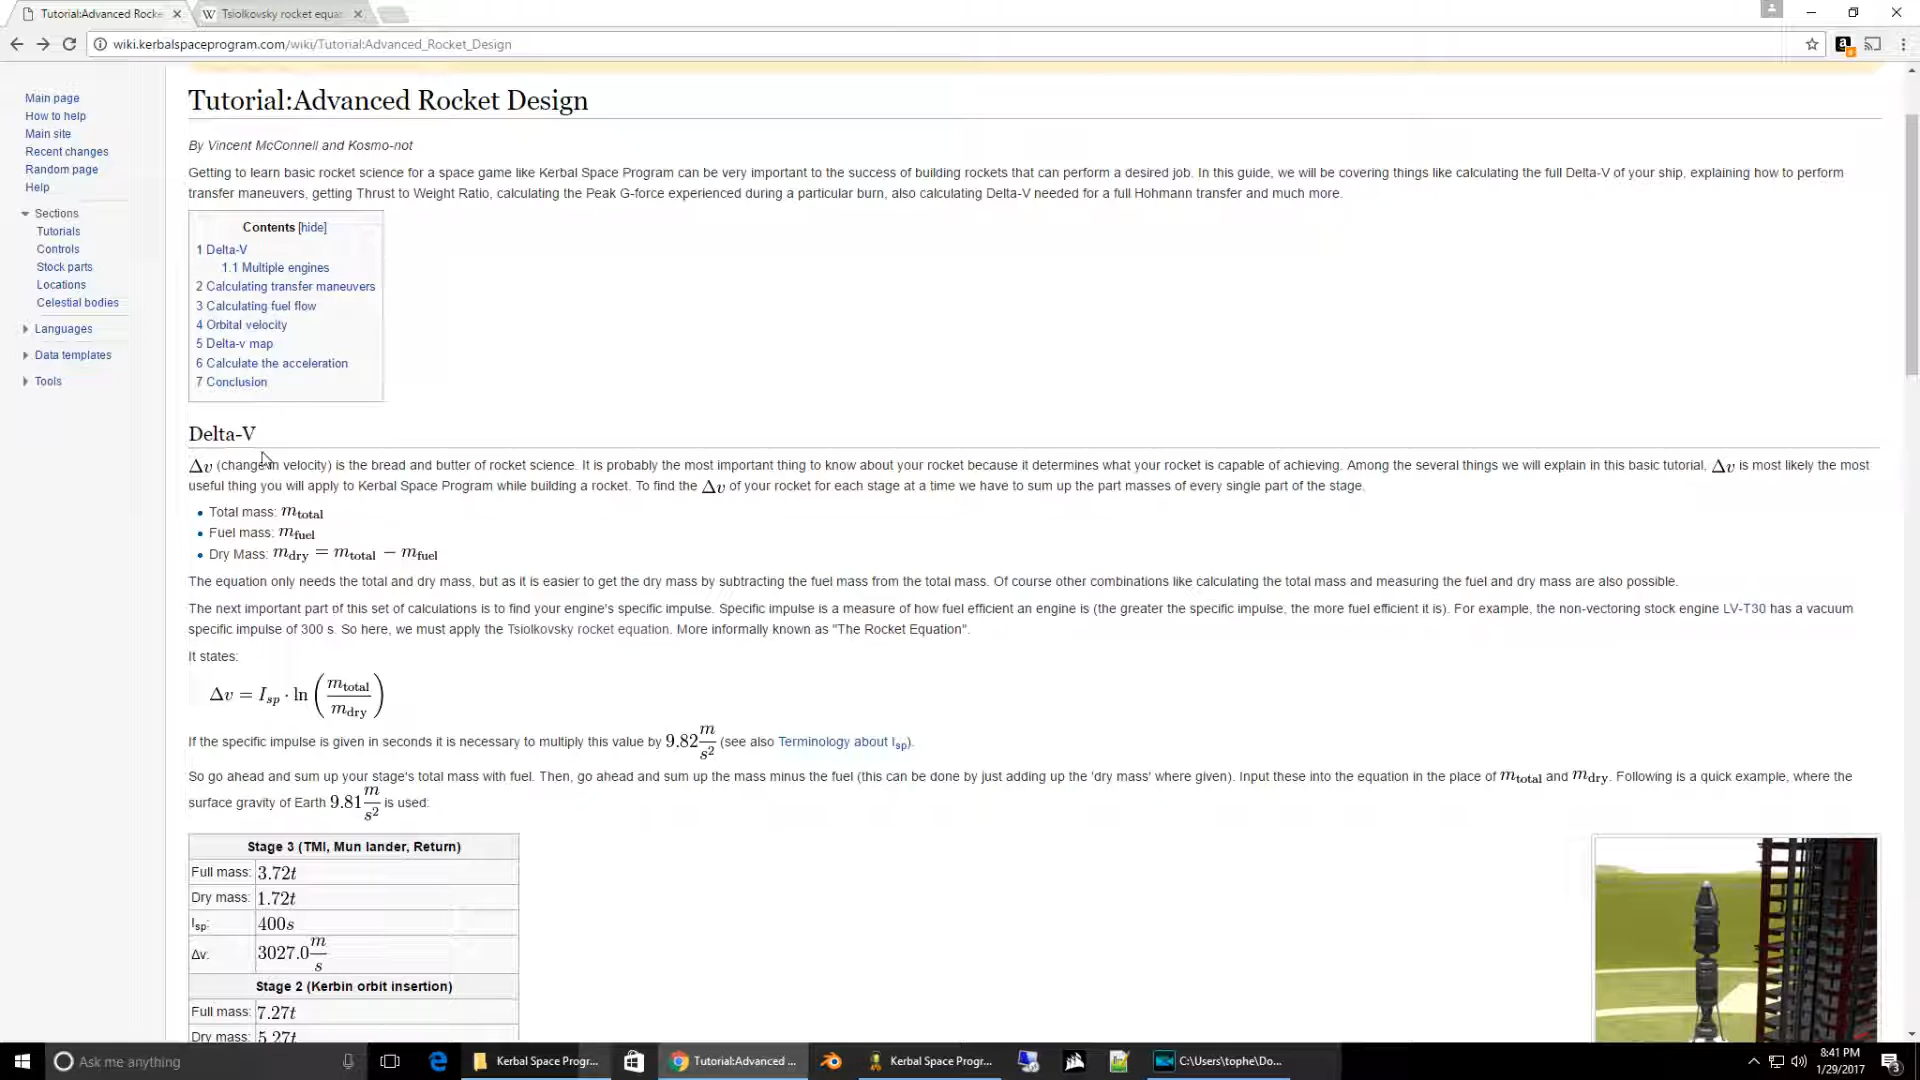 Tutorial:Advanced Rocke
Tsiolkovsky rocket equa
wiki.kerbalspaceprogram.com/wiki/Tutorial:Advanced_Rocket_Design
Main page
How to help
Main site
Recent changes
Random page
Help
Sections
Tutorials
Controls
Stock parts
Locations
Celestial bodies
Languages
Data templates
Tools
Tutorial:Advanced Rocket Design
By Vincent McConnell and Kosmo-not
Getting to learn basic rocket science for a space game like Kerbal Space Program can be very important to the success of building rockets that can perform a desired job. In this guide, we will be covering things like calculating the full Delta-V of your ship, explaining how to perform
transfer maneuvers, getting Thrust to Weight Ratio, calculating the Peak G-force experienced during a particular burn, also calculating Delta-V needed for a full Hohmann transfer and much more.
Contents [hide]
1 Delta-V
1.1 Multiple engines
2 Calculating transfer maneuvers
3 Calculating fuel flow
4 Orbital velocity
5 Delta-v map
6 Calculate the acceleration
7 Conclusion
Delta-V
Δv (change in velocity) is the bread and butter of rocket science. It is probably the most important thing to know about your rocket because it determines what your rocket is capable of achieving. Among the several things we will explain in this basic tutorial, Δv is most likely the most
useful thing you will apply to Kerbal Space Program while building a rocket. To find the Δv of your rocket for each stage at a time we have to sum up the part masses of every single part of the stage.
Total mass: m_total
Fuel mass: m_fuel
Dry Mass: m_dry = m_total − m_fuel
The equation only needs the total and dry mass, but as it is easier to get the dry mass by subtracting the fuel mass from the total mass. Of course other combinations like calculating the total mass and measuring the fuel and dry mass are also possible.
The next important part of this set of calculations is to find your engine's specific impulse. Specific impulse is a measure of how fuel efficient an engine is (the greater the specific impulse, the more fuel efficient it is). For example, the non-vectoring stock engine LV-T30 has a vacuum
specific impulse of 300 s. So here, we must apply the Tsiolkovsky rocket equation. More informally known as "The Rocket Equation".
It states:
Δv = I_sp · ln (m_total / m_dry)
If the specific impulse is given in seconds it is necessary to multiply this value by 9.82 m/s² (see also Terminology about I_sp).
So go ahead and sum up your stage's total mass with fuel. Then, go ahead and sum up the mass minus the fuel (this can be done by just adding up the 'dry mass' where given). Input these into the equation in the place of m_total and m_dry. Following is a quick example, where the
surface gravity of Earth 9.81 m/s² is used:
Stage 3 (TMI, Mun lander, Return)
Full mass: 3.72t
Dry mass: 1.72t
I_sp: 400s
Δv: 3027.0 m/s
Stage 2 (Kerbin orbit insertion)
Full mass: 7.27t
Dry mass: 5.27t
Ask me anything
Kerbal Space Progr...
Tutorial:Advanced ...
Kerbal Space Progr...
C:\Users\tophe\Do...
8:41 PM
1/29/2017
3